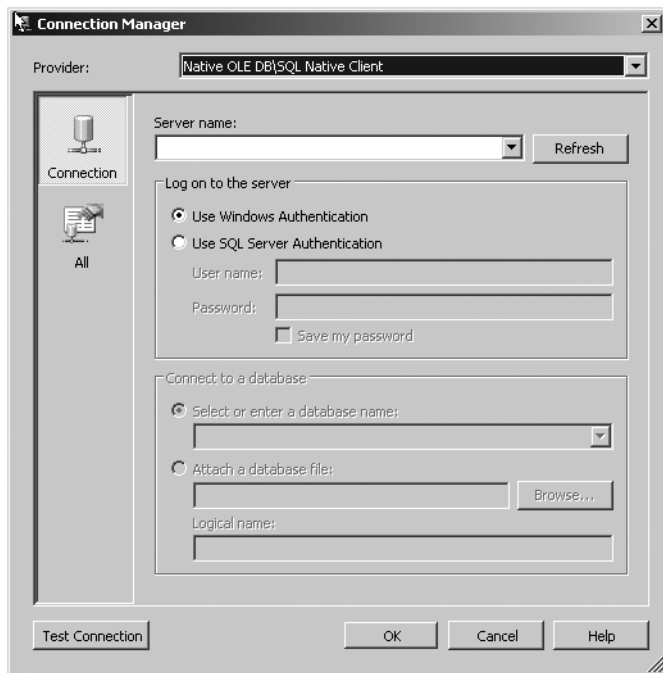 Connection Manager
Provider: Native OLE DB\SQL Native Client
Connection
All
Server name:
Refresh
Log on to the server
Use Windows Authentication
Use SQL Server Authentication
User name:
Password:
Save my password
Connect to a database
Select or enter a database name:
Attach a database file:
Browse...
Logical name:
Test Connection OK Cancel Help